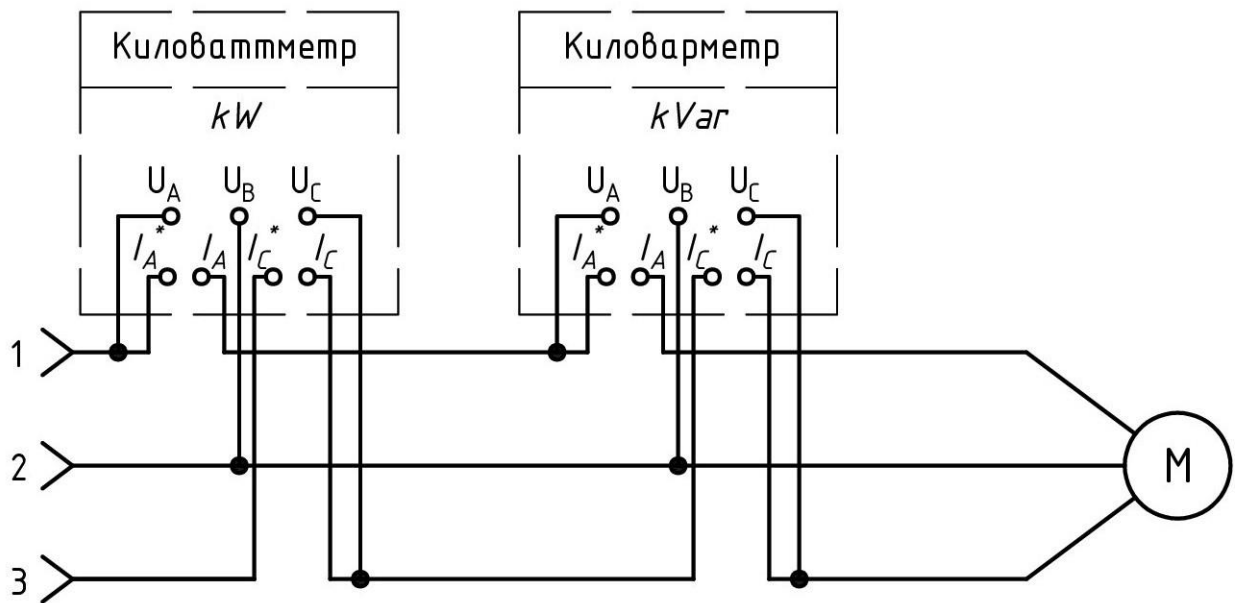 Киловаттметр Киловарметр
kW kVar
U_A U_B U_C U_A U_B U_C
I_A* I_A I_C* I_C I_A* I_A I_C* I_C
1
2 M
3